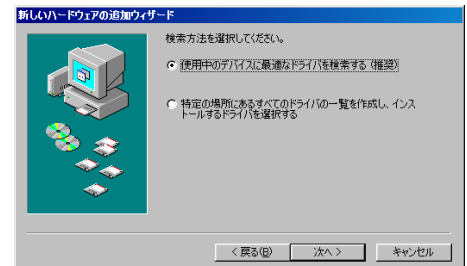 新しいハードウェアの追加ウィザード
検索方法を選択してください。
使用中のデバイスに最適なドライバを検索する (推奨)
特定の場所にあるすべてのドライバの一覧を作成し、インス
トールするドライバを選択する
< 戻る(B)
次へ >
キャンセル